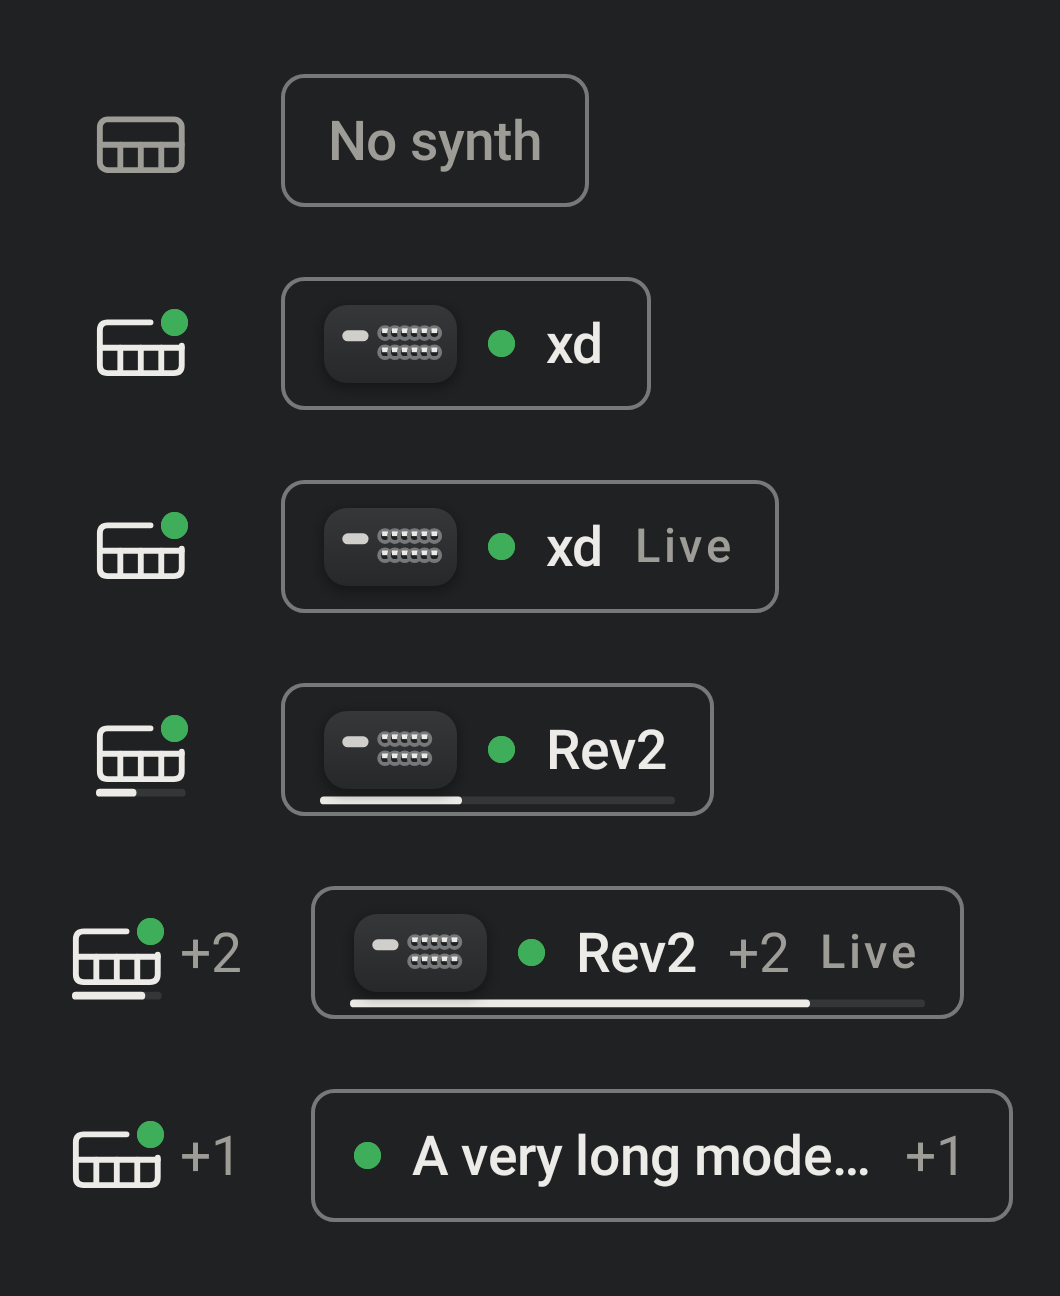 No synth
xd
xd Live
Rev2
+2 Rev2 +2 Live
+1 A very long mode... +1